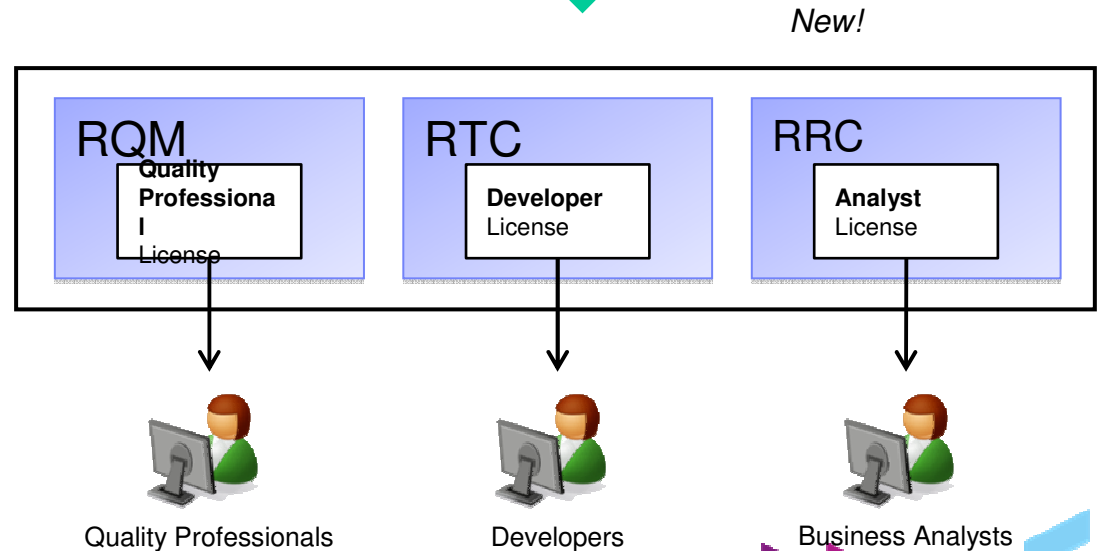 New!
RQM
Quality
Professiona
l
License
RTC
Developer
License
RRC
Analyst
License
Quality Professionals
Developers
Business Analysts